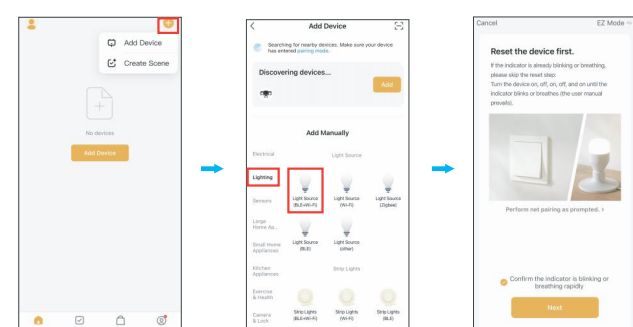 Add Device
Create Scene
No devices
Add Device
Add Device
Searching for nearby devices. Make sure your device
has entered pairing mode.
Discovering devices...
Add
Add Manually
Electrical
Light Source
Lighting
Sensors
Light Source
(BLE+Wi-Fi)
Light Source
(Wi-Fi)
Light Source
(Zigbee)
Large
Home Ap...
Small Home
Appliances
Light Source
(BLE)
Light Source
(other)
Kitchen
Appliances
Strip Lights
Exercise
& Health
Camera
& Lock
Strip Lights
(BLE+Wi-Fi)
Strip Lights
(Wi-Fi)
Strip Lights
(BLE)
Cancel
EZ Mode
Reset the device first.
If the indicator is already blinking or breathing,
please skip the reset step:
Turn the device on, off, on, off, and on until the
indicator blinks or breathes (the user manual
prevails).
Perform net pairing as prompted. ›
Confirm the indicator is blinking or
breathing rapidly
Next